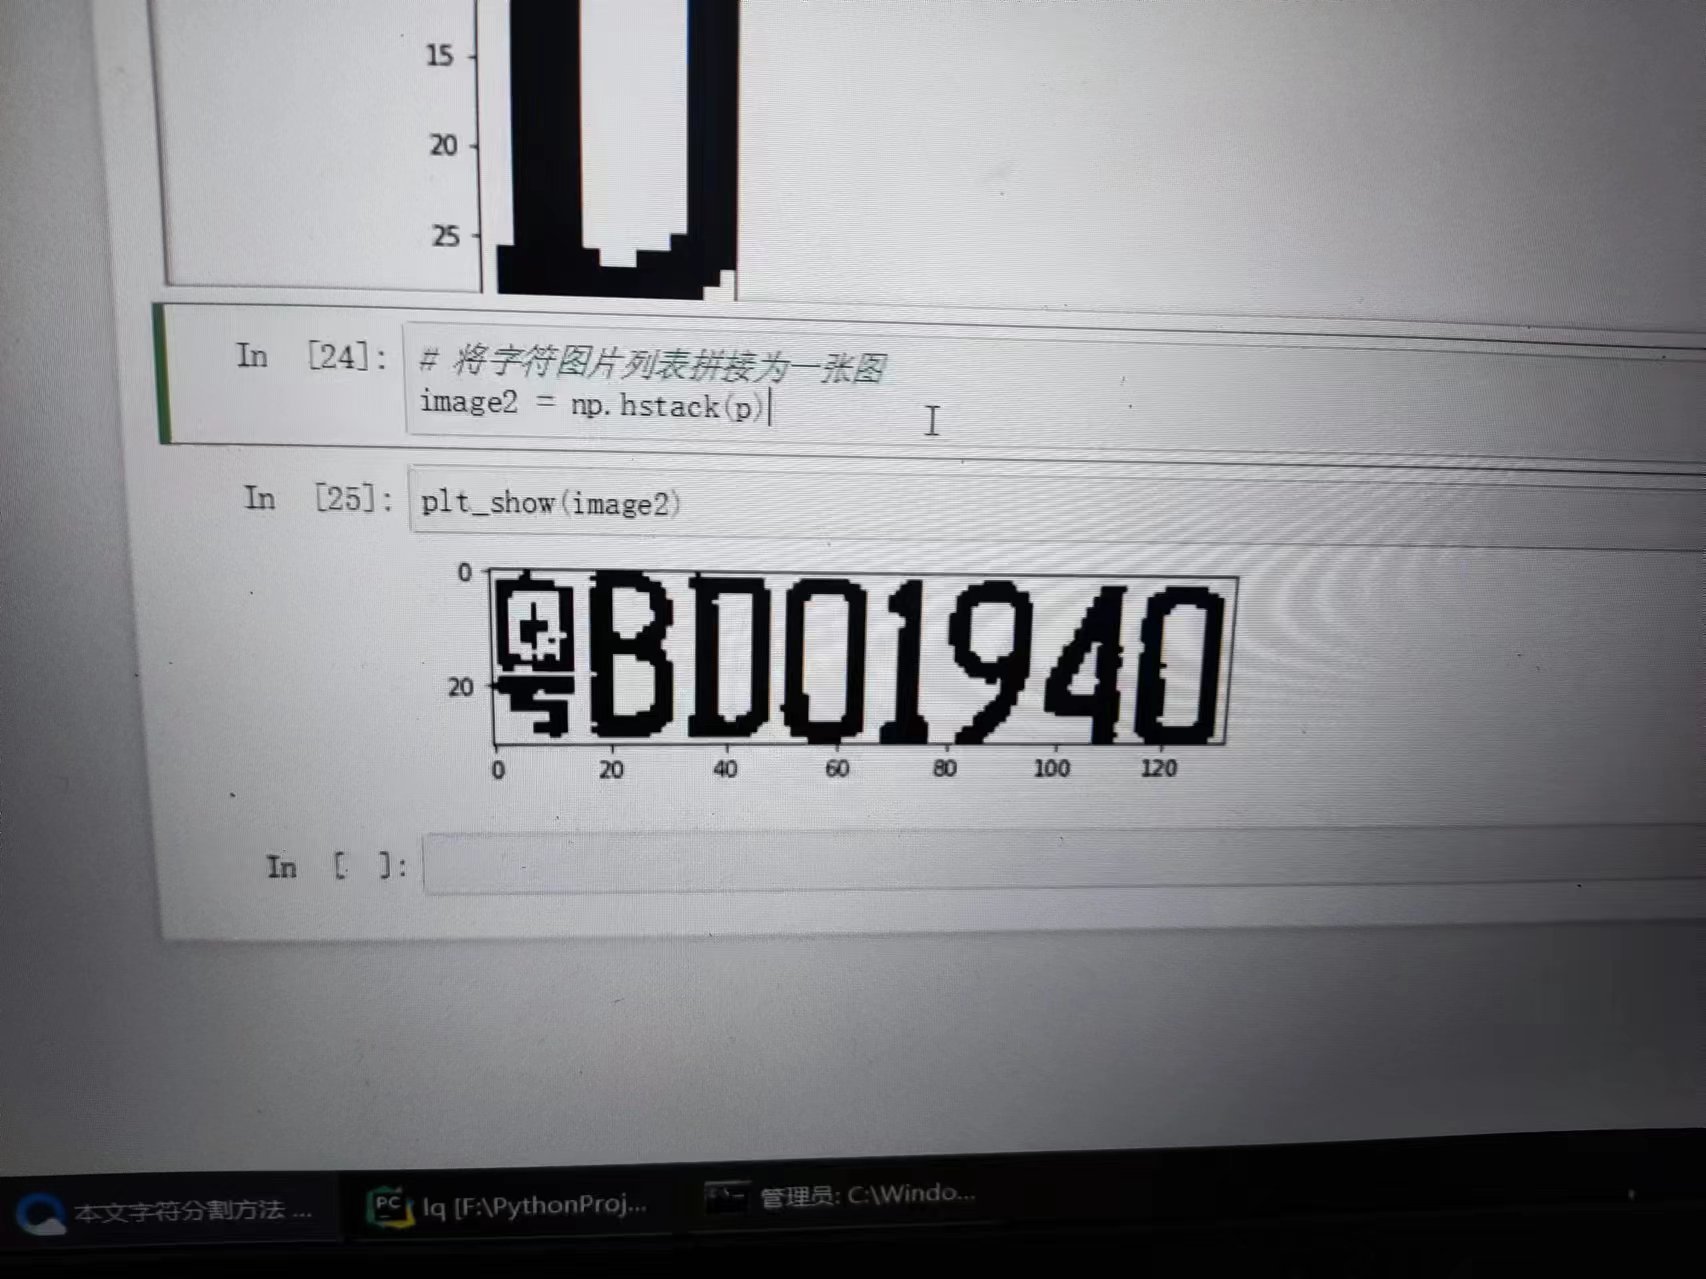 15
20
25
In [24]: # 将字符图片列表拼接为一张图
image2 = np.hstack(p)
In [25]: plt_show(image2)
0
20
BD01940
0 20 40 60 80 100 120
In [ ]:
本文字符分割方法 ... PC lq [F:\PythonProj... 管理员: C:\Windo...